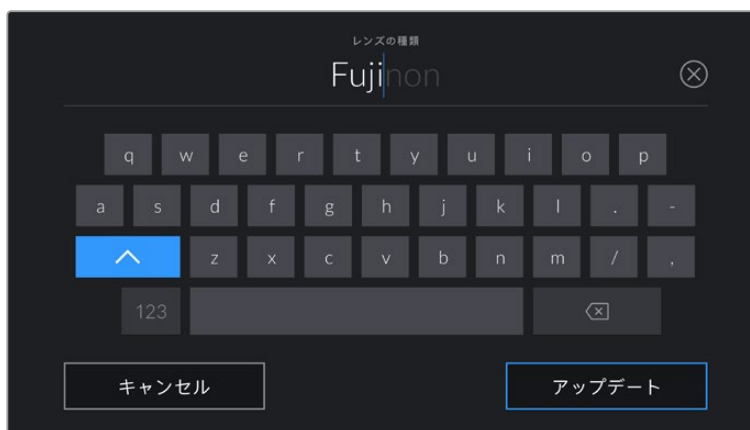 レンズの種類
Fujinon
q w e r t y u i o p
a s d f g h j k l . -
z x c v b n m / ,
123
キャンセル アップデート